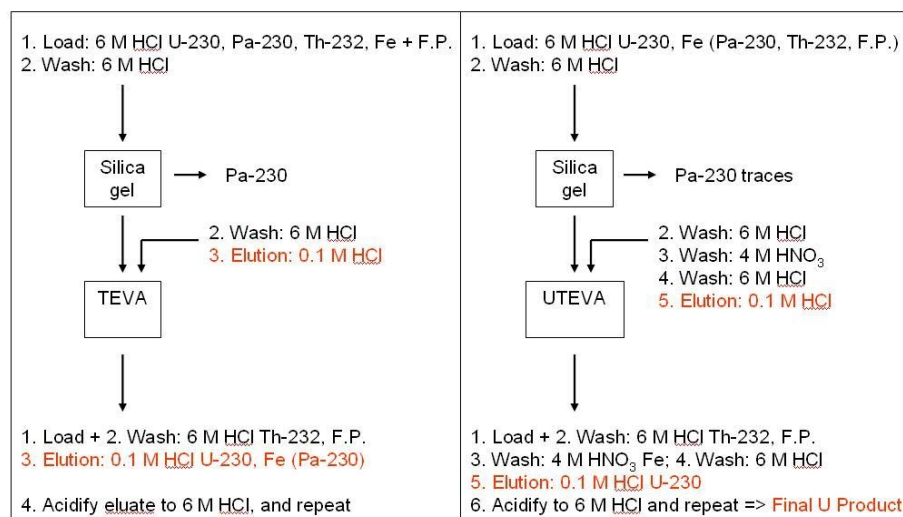 1. Load: 6 M HCl U-230, Pa-230, Th-232, Fe + F.P.
2. Wash: 6 M HCl
Silica
gel
Pa-230
2. Wash: 6 M HCl
3. Elution: 0.1 M HCl
TEVA
1. Load + 2. Wash: 6 M HCl Th-232, F.P.
3. Elution: 0.1 M HCl U-230, Fe (Pa-230)
4. Acidify eluate to 6 M HCl, and repeat
1. Load: 6 M HCl U-230, Fe (Pa-230, Th-232, F.P.)
2. Wash: 6 M HCl
Silica
gel
Pa-230 traces
2. Wash: 6 M HCl
3. Wash: 4 M HNO₃
4. Wash: 6 M HCl
5. Elution: 0.1 M HCl
UTEVA
1. Load + 2. Wash: 6 M HCl Th-232, F.P.
3. Wash: 4 M HNO₃ Fe; 4. Wash: 6 M HCl
5. Elution: 0.1 M HCl U-230
6. Acidify to 6 M HCl and repeat => Final U Product